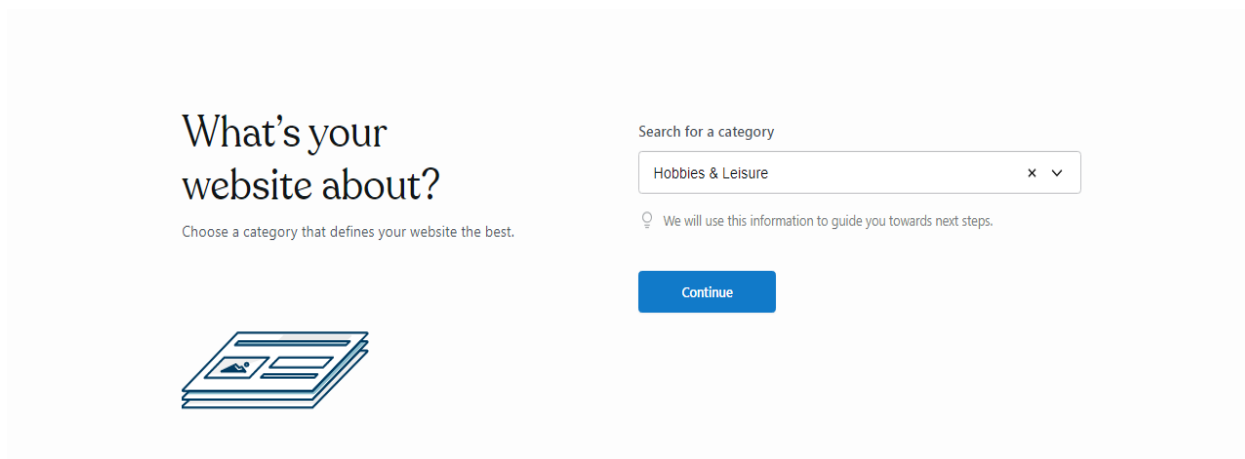 What's your
website about?
Choose a category that defines your website the best.
Search for a category
Hobbies & Leisure
We will use this information to guide you towards next steps.
Continue